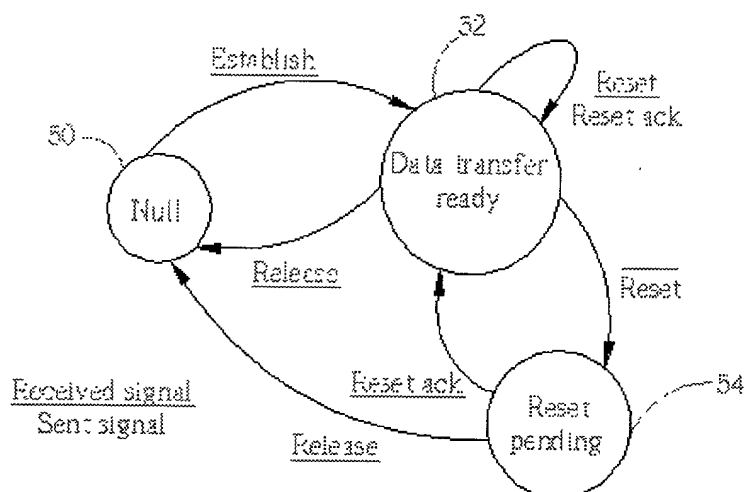 52
Establish
Reset
Reset ack
50
Data transfer
ready
Null
Release
Reset
Reset ack
54
Received signal
Sent signal
Reset
pending
Release